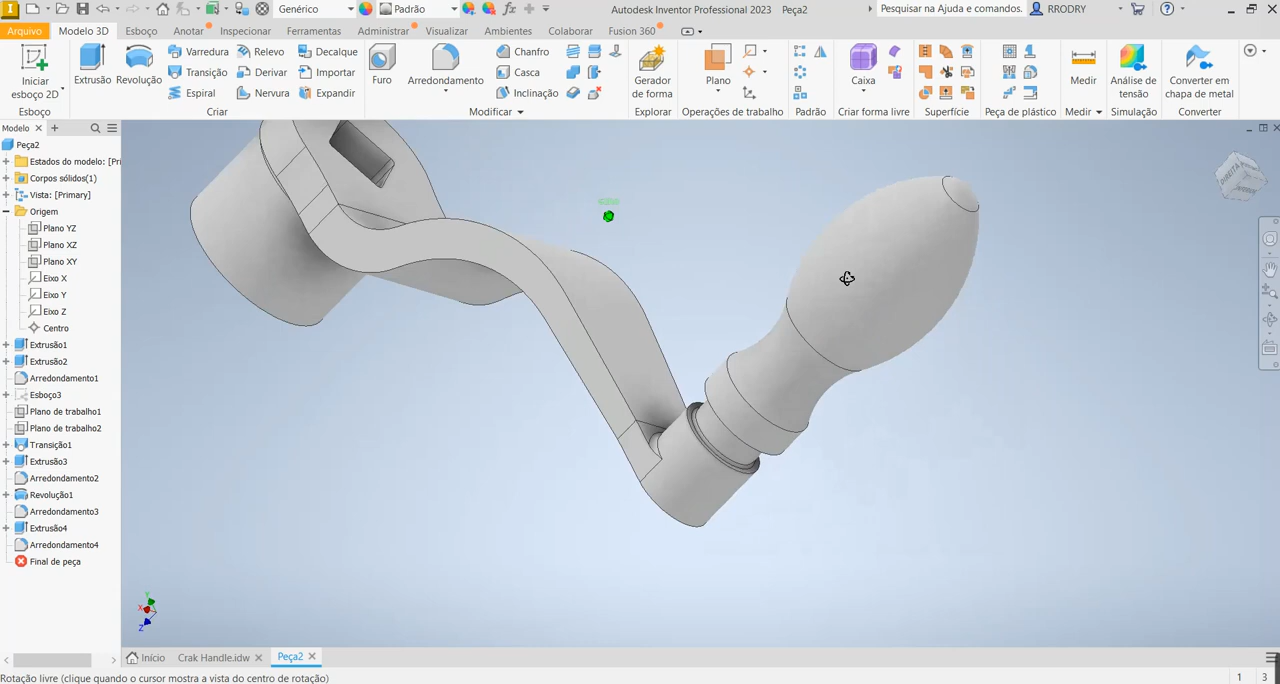 Genérico
Padrão
Autodesk Inventor Professional 2023
Peça2
Pesquisar na Ajuda e comandos.
RRODRY
Arquivo
Modelo 3D
Esboço
Anotar
Inspecionar
Ferramentas
Administrar
Visualizar
Ambientes
Colaborar
Fusion 360
Iniciar
esboço 2D
Extrusão
Revolução
Varredura
Transição
Espiral
Relevo
Derivar
Nervura
Decalque
Importar
Expandir
Furo
Arredondamento
Chanfro
Casca
Inclinação
Gerador
de forma
Plano
Caixa
Medir
Análise de
tensão
Converter em
chapa de metal
Esboço
Criar
Modificar
Explorar
Operações de trabalho
Padrão
Criar forma livre
Superfície
Peça de plástico
Medir
Simulação
Converter
Modelo
Peça2
Estados do modelo: [Pri
Corpos sólidos(1)
Vista: [Primary]
Origem
Plano YZ
Plano XZ
Plano XY
Eixo X
Eixo Y
Eixo Z
Centro
Extrusão1
Extrusão2
Arredondamento1
Esboço3
Plano de trabalho1
Plano de trabalho2
Transição1
Extrusão3
Arredondamento2
Revolução1
Arredondamento3
Extrusão4
Arredondamento4
Final de peça
DIREITA
Y
X
Z
Início
Crak Handle.idw
Peça2
Rotação livre (clique quando o cursor mostra a vista do centro de rotação)
1
3